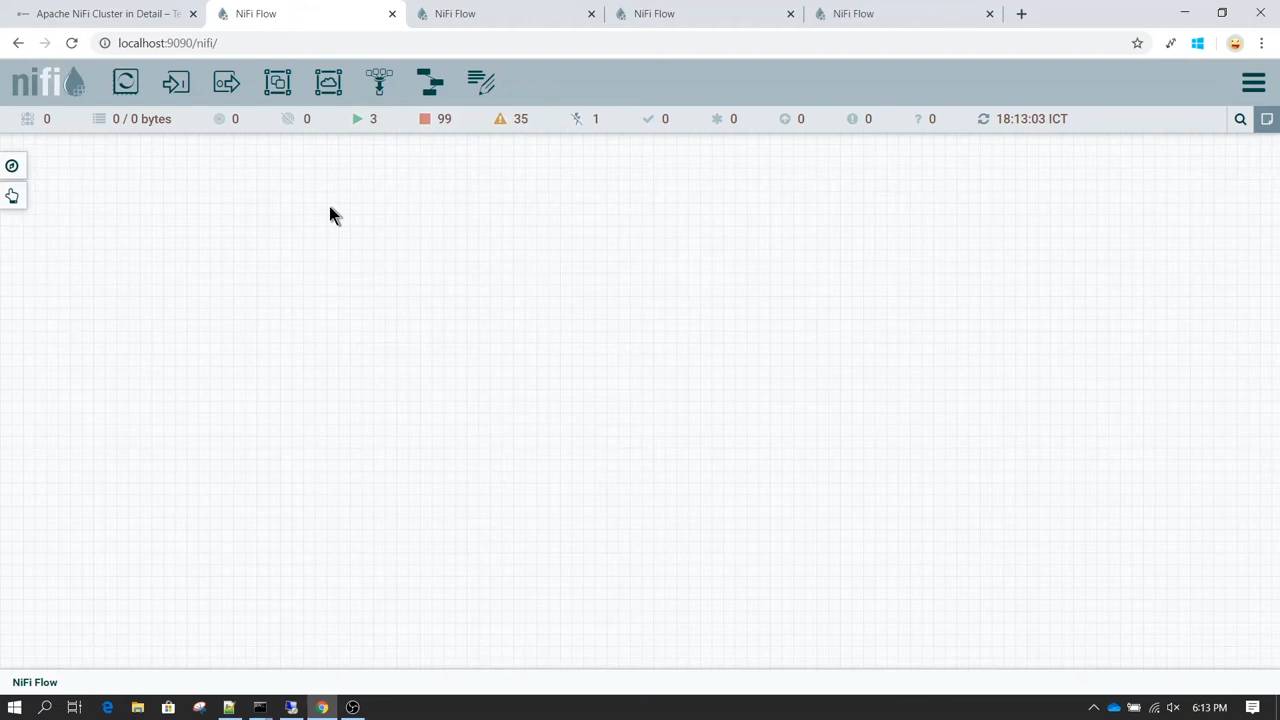 Apache NiFi Cluster in Detail – Te
NiFi Flow
NiFi Flow
NiFi Flow
NiFi Flow
localhost:9090/nifi/
nifi
0 0 / 0 bytes 0 0 3 99 35 1 0 0 0 0 ? 0 18:13:03 ICT
NiFi Flow
6:13 PM